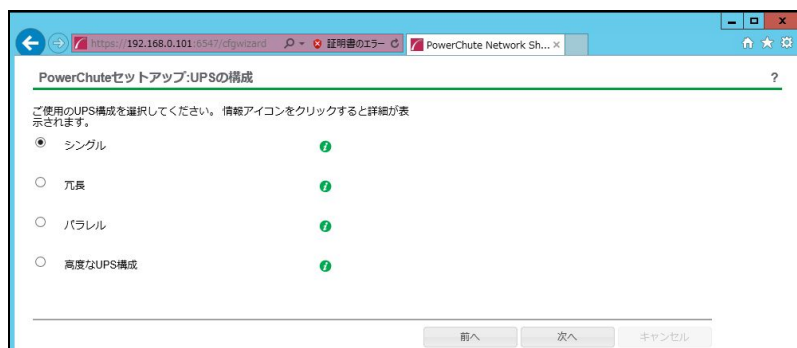 https://192.168.0.101:6547/cfgwizard
証明書のエラー
PowerChute Network Sh...
PowerChuteセットアップ:UPSの構成
?
ご使用のUPS構成を選択してください。 情報アイコンをクリックすると詳細が表
示されます。
シングル
冗長
パラレル
高度なUPS構成
前へ
次へ
キャンセル